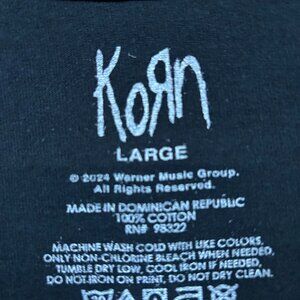 KoЯn
LARGE
© 2024 Warner Music Group.
All Rights Reserved.
MADE IN DOMINICAN REPUBLIC
100% COTTON
RN# 98322
MACHINE WASH COLD WITH LIKE COLORS,
ONLY NON-CHLORINE BLEACH WHEN NEEDED,
TUMBLE DRY LOW, COOL IRON IF NEEDED,
DO NOT IRON ON PRINT, DO NOT DRY CLEAN.